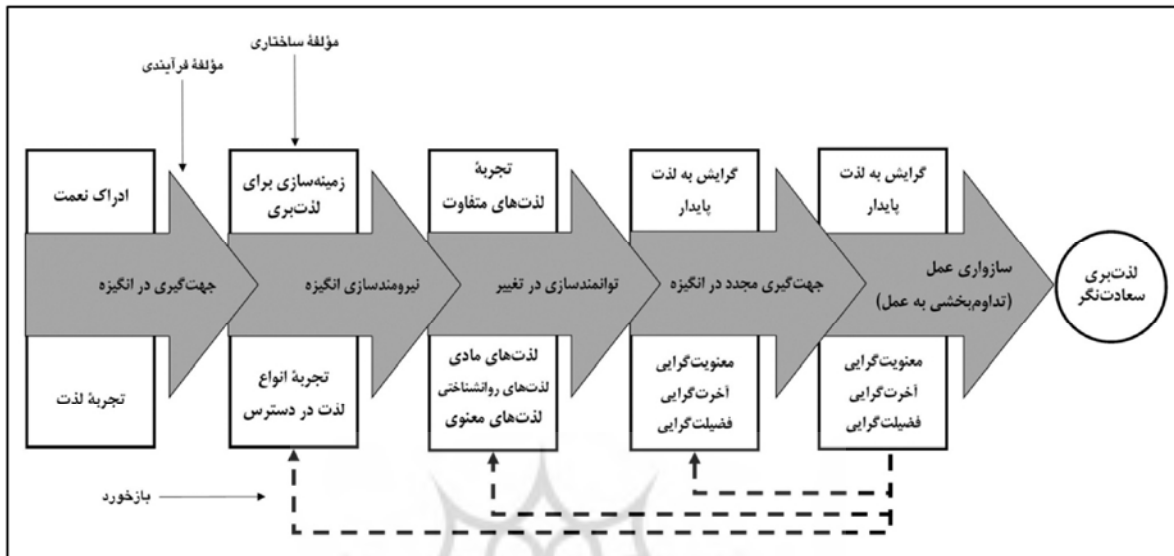 مؤلفهٔ ساختاری
مؤلفهٔ فرآیندی
ادراک نعمت
جهت‌گیری در انگیزه
تجربهٔ لذت
زمینه‌سازی برای
لذت‌بری
نیرومندسازی انگیزه
تجربهٔ انواع
لذت در دسترس
تجربهٔ
لذت‌های متفاوت
توانمندسازی در تغییر
لذت‌های مادی
لذت‌های روانشناختی
لذت‌های معنوی
گرایش به لذت
پایدار
جهت‌گیری مجدد در انگیزه
معنویت‌گرایی
آخرت‌گرایی
فضیلت‌گرایی
گرایش به لذت
پایدار
سازواری عمل
(تداوم‌بخشی به عمل)
معنویت‌گرایی
آخرت‌گرایی
فضیلت‌گرایی
لذت‌بری
سعادت‌نگر
بازخورد